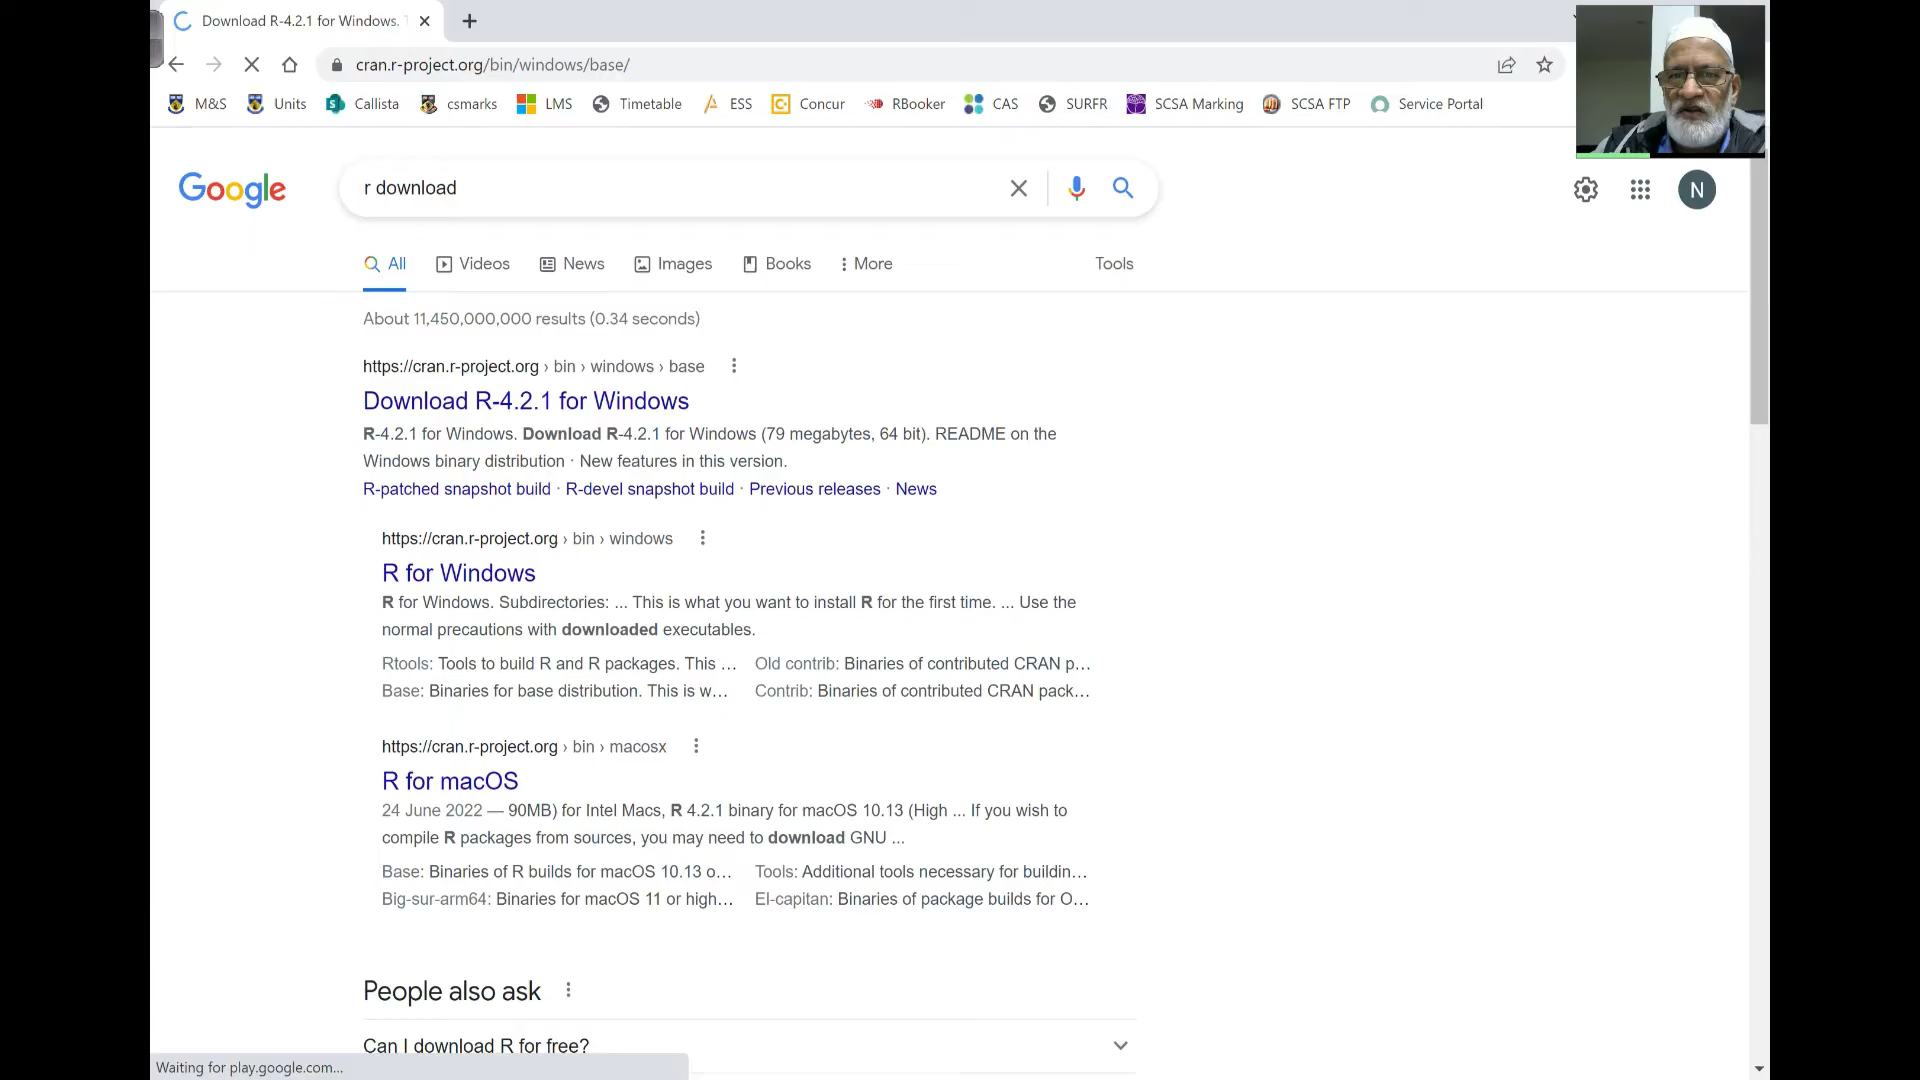 Download R-4.2.1 for Windows.
cran.r-project.org/bin/windows/base/
M&S Units Callista csmarks LMS Timetable ESS Concur RBooker CAS SURFR SCSA Marking SCSA FTP Service Portal
Google
r download
N
All Videos News Images Books More Tools
About 11,450,000,000 results (0.34 seconds)
https://cran.r-project.org › bin › windows › base
Download R-4.2.1 for Windows
R-4.2.1 for Windows. Download R-4.2.1 for Windows (79 megabytes, 64 bit). README on the
Windows binary distribution · New features in this version.
R-patched snapshot build · R-devel snapshot build · Previous releases · News
https://cran.r-project.org › bin › windows
R for Windows
R for Windows. Subdirectories: ... This is what you want to install R for the first time. ... Use the
normal precautions with downloaded executables.
Rtools: Tools to build R and R packages. This ... Old contrib: Binaries of contributed CRAN p...
Base: Binaries for base distribution. This is w... Contrib: Binaries of contributed CRAN pack...
https://cran.r-project.org › bin › macosx
R for macOS
24 June 2022 — 90MB) for Intel Macs, R 4.2.1 binary for macOS 10.13 (High ... If you wish to
compile R packages from sources, you may need to download GNU ...
Base: Binaries of R builds for macOS 10.13 o... Tools: Additional tools necessary for buildin...
Big-sur-arm64: Binaries for macOS 11 or high... El-capitan: Binaries of package builds for O...
People also ask
Can I download R for free?
Waiting for play.google.com...